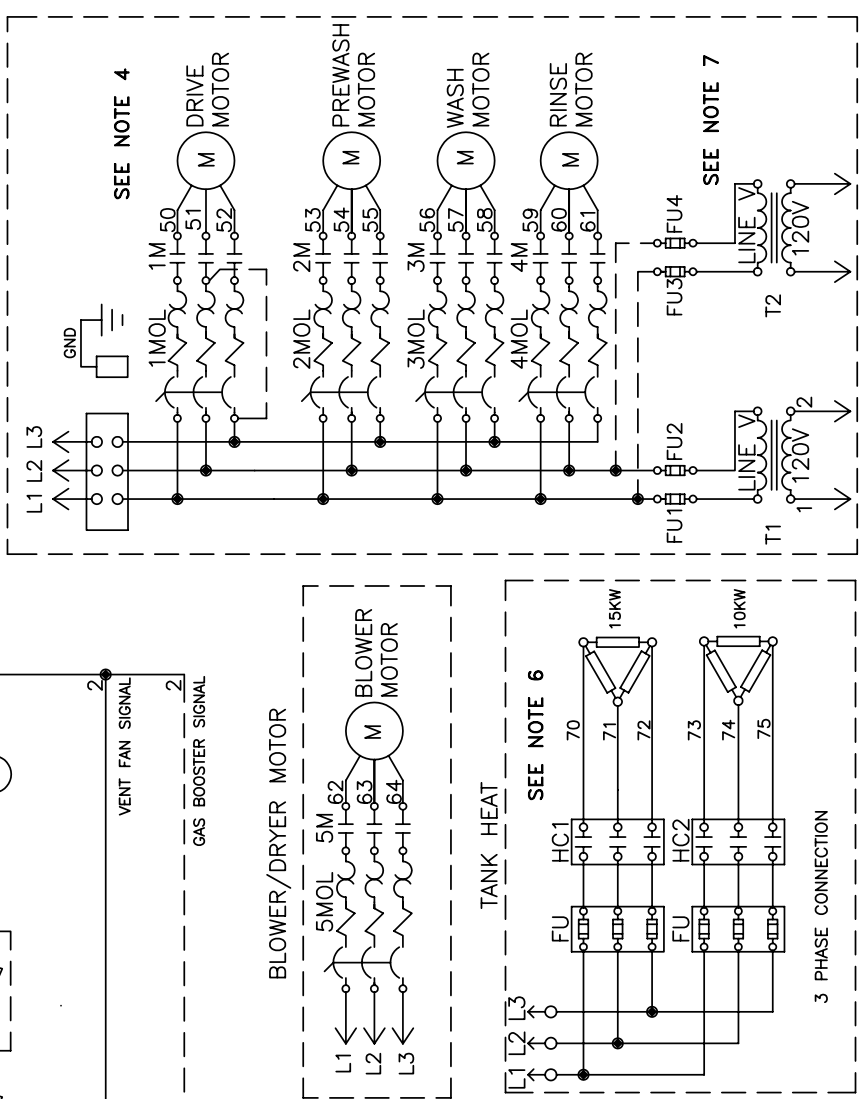 SEE NOTE 4
DRIVE
MOTOR
PREWASH
MOTOR
WASH
MOTOR
RINSE
MOTOR
SEE NOTE 7
M
M
M
M
50
51
52
53
54
55
56
57
58
59
60
61
1M
2M
3M
4M
GND
1MOL
2MOL
3MOL
4MOL
L1
L2
L3
FU1
FU2
FU3
FU4
LINE V
120V
T1
1
2
LINE V
120V
T2
2
VENT FAN SIGNAL
2
GAS BOOSTER SIGNAL
BLOWER/DRYER MOTOR
BLOWER
MOTOR
M
62
63
64
5M
5MOL
L1
L2
L3
TANK HEAT
SEE NOTE 6
15KW
10KW
70
71
72
73
74
75
HC1
HC2
FU
FU
L1
L2
L3
3 PHASE CONNECTION